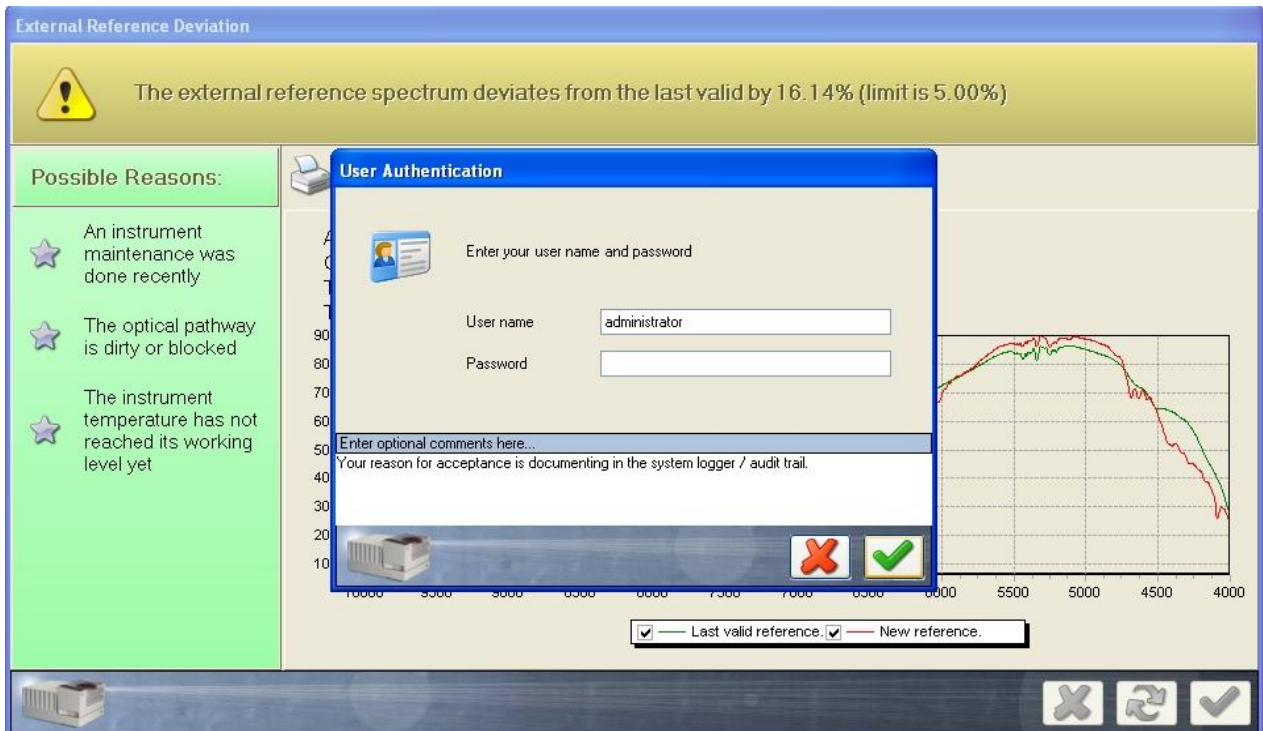 External Reference Deviation
The external reference spectrum deviates from the last valid by 16.14% (limit is 5.00%)
Possible Reasons:
An instrument
maintenance was
done recently
The optical pathway
is dirty or blocked
The instrument
temperature has not
reached its working
level yet
User Authentication
Enter your user name and password
User name
administrator
Password
Enter optional comments here...
Your reason for acceptance is documenting in the system logger / audit trail.
90
80
70
60
50
40
30
20
10
5500 5000 4500 4000
Last valid reference. New reference.